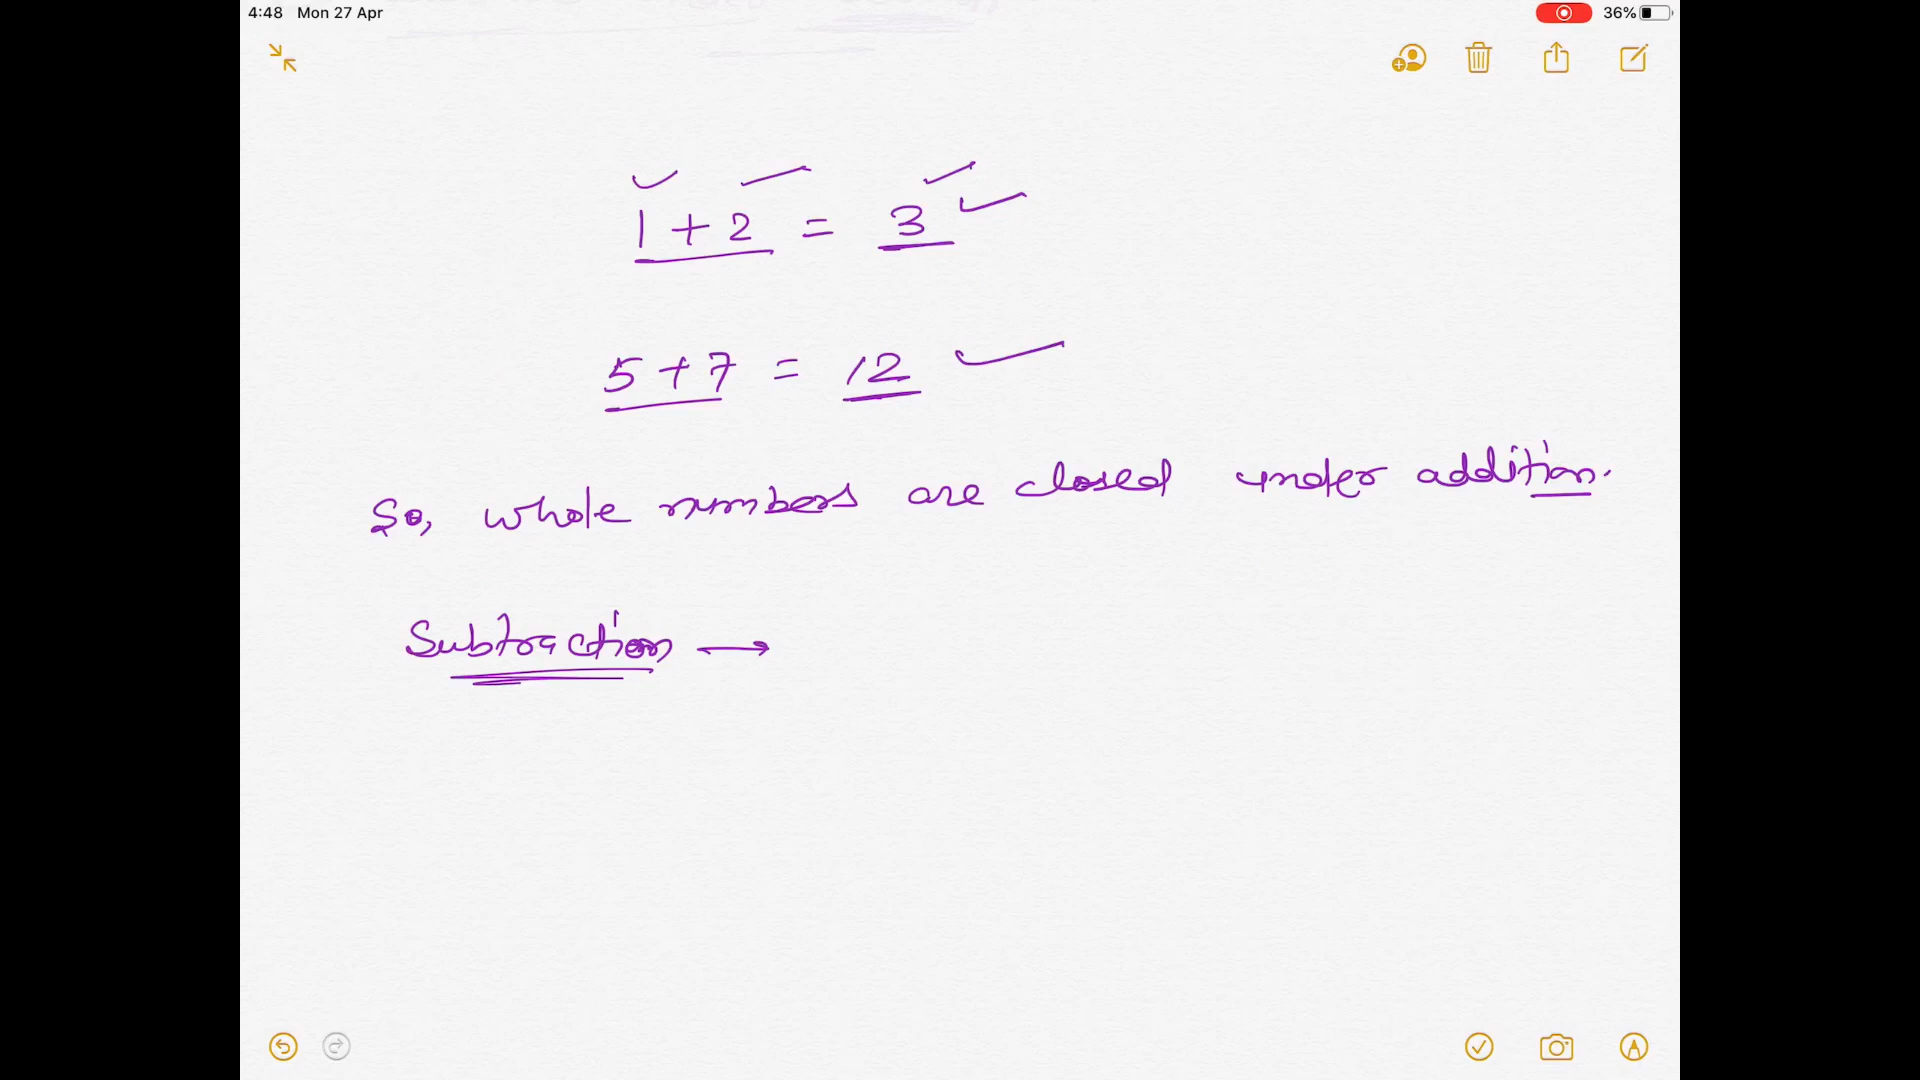 4:48 Mon 27 Apr 36%
1 + 2 = 3
5 + 7 = 12
So, whole numbers are closed under addition.
Subtraction →